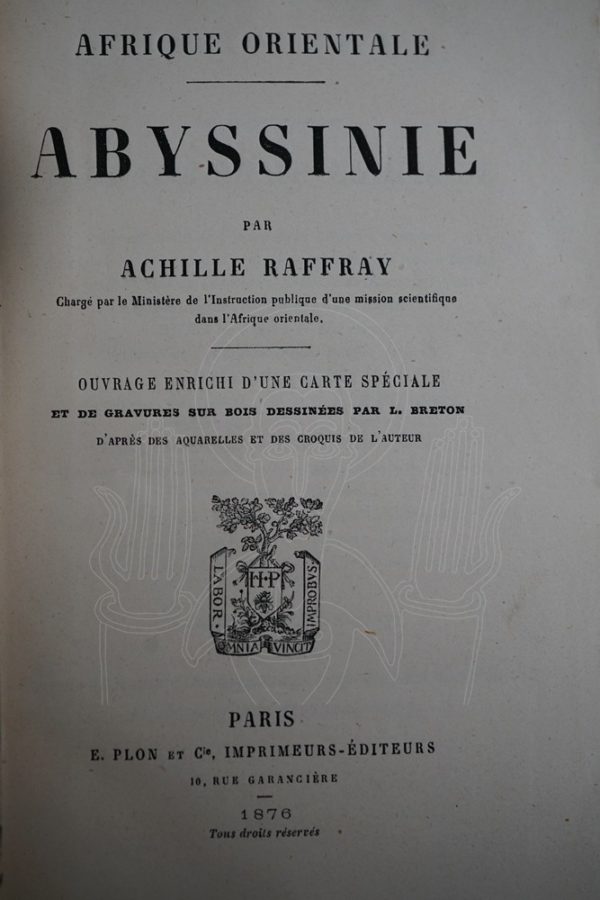 AFRIQUE ORIENTALE
ABYSSINIE
PAR
ACHILLE RAFFRAY
Chargé par le Ministère de l'Instruction publique d'une mission scientifique
dans l'Afrique orientale.
OUVRAGE ENRICHI D'UNE CARTE SPÉCIALE
ET DE GRAVURES SUR BOIS DESSINÉES PAR L. BRETON
D'APRÈS DES AQUARELLES ET DES CROQUIS DE L'AUTEUR
H·P
LABOR
IMPROBVS
OMNIA VINCIT
PARIS
E. PLON ET Cie, IMPRIMEURS-ÉDITEURS
10, RUE GARANCIÈRE
1876
Tous droits réservés